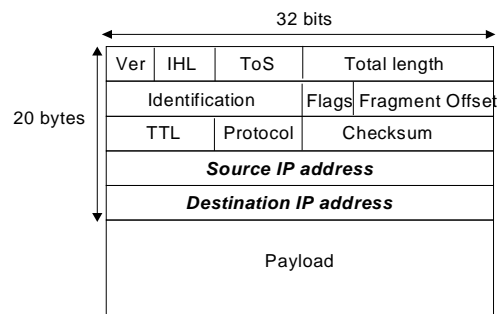 32 bits
Ver IHL ToS Total length
Identification Flags Fragment Offset
20 bytes
TTL Protocol Checksum
Source IP address
Destination IP address
Payload